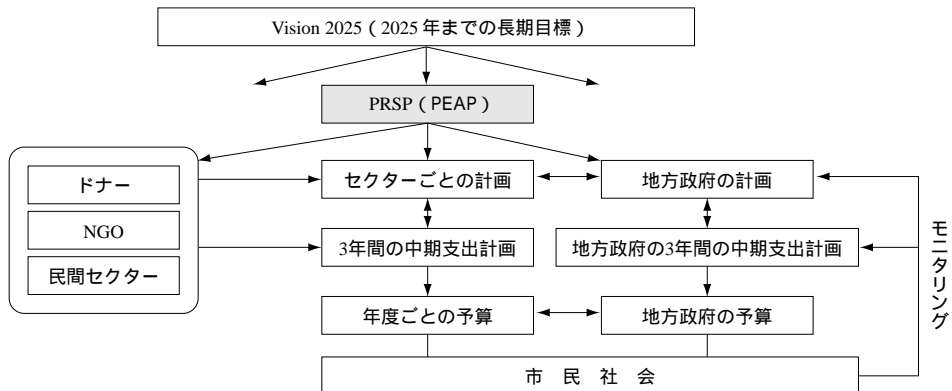 Vision 2025（2025年までの長期目標）
PRSP（PEAP）
ドナー
NGO
民間セクター
セクターごとの計画
地方政府の計画
3年間の中期支出計画
地方政府の3年間の中期支出計画
年度ごとの予算
地方政府の予算
市民社会
モニタリング